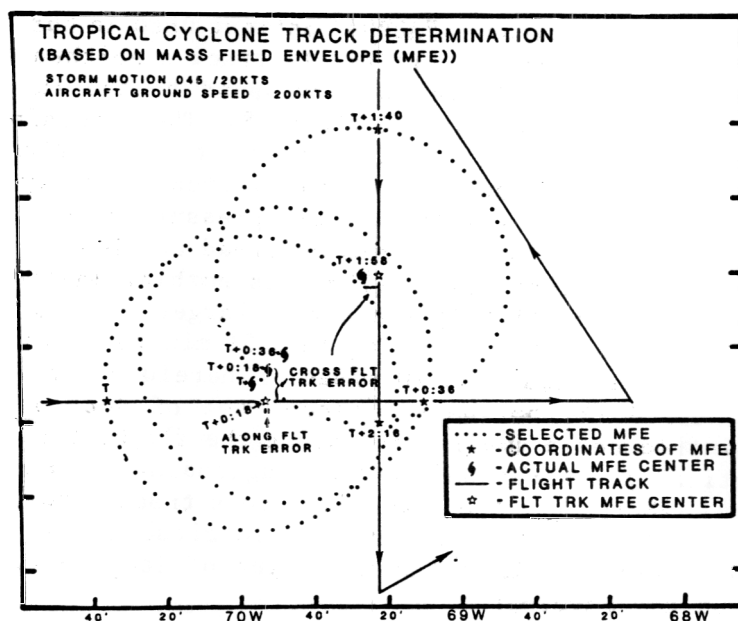 TROPICAL CYCLONE TRACK DETERMINATION
(BASED ON MASS FIELD ENVELOPE (MFE))
STORM MOTION 045 /20KTS
AIRCRAFT GROUND SPEED 200KTS
T+1:40
T+1:58
T+0:36
T+0:18
T
T
CROSS FLT
TRK ERROR
T+0:36
T+0:18
T+2:16
ALONG FLT
TRK ERROR
-SELECTED MFE
-COORDINATES OF MFE
-ACTUAL MFE CENTER
-FLIGHT TRACK
-FLT TRK MFE CENTER
40' 20' 70W 40' 20' 69W 40' 20' 68W